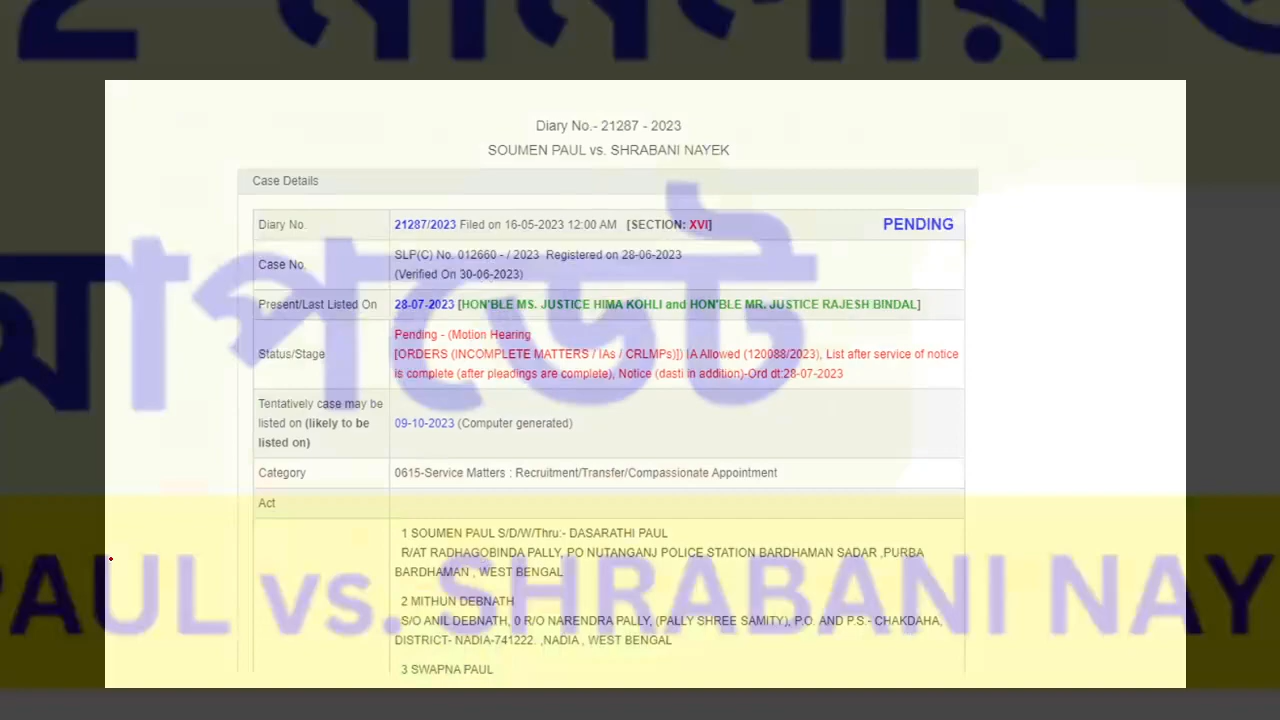 2 মামলার
Diary No.- 21287 - 2023
SOUMEN PAUL vs. SHRABANI NAYEK
Case Details
Diary No. 21287/2023 Filed on 16-05-2023 12:00 AM [SECTION: XVI] PENDING
Case No. SLP(C) No. 012660 - / 2023 Registered on 28-06-2023
(Verified On 30-06-2023)
Present/Last Listed On 28-07-2023 [HON'BLE MS. JUSTICE HIMA KOHLI and HON'BLE MR. JUSTICE RAJESH BINDAL]
Status/Stage Pending - (Motion Hearing
[ORDERS (INCOMPLETE MATTERS / IAs / CRLMPs)]) IA Allowed (120088/2023), List after service of notice
is complete (after pleadings are complete), Notice (dasti in addition)-Ord dt:28-07-2023
আপডেট
Tentatively case may be
listed on (likely to be
listed on)
09-10-2023 (Computer generated)
Category 0615-Service Matters : Recruitment/Transfer/Compassionate Appointment
Act
1 SOUMEN PAUL S/D/W/Thru:- DASARATHI PAUL
R/AT RADHAGOBINDA PALLY, PO NUTANGANJ POLICE STATION BARDHAMAN SADAR ,PURBA
BARDHAMAN , WEST BENGAL
PAUL vs. SHRABANI NAY
2 MITHUN DEBNATH
S/O ANIL DEBNATH, 0 R/O NARENDRA PALLY, (PALLY SHREE SAMITY), P.O. AND P.S.- CHAKDAHA,
DISTRICT- NADIA-741222. ,NADIA , WEST BENGAL
3 SWAPNA PAUL